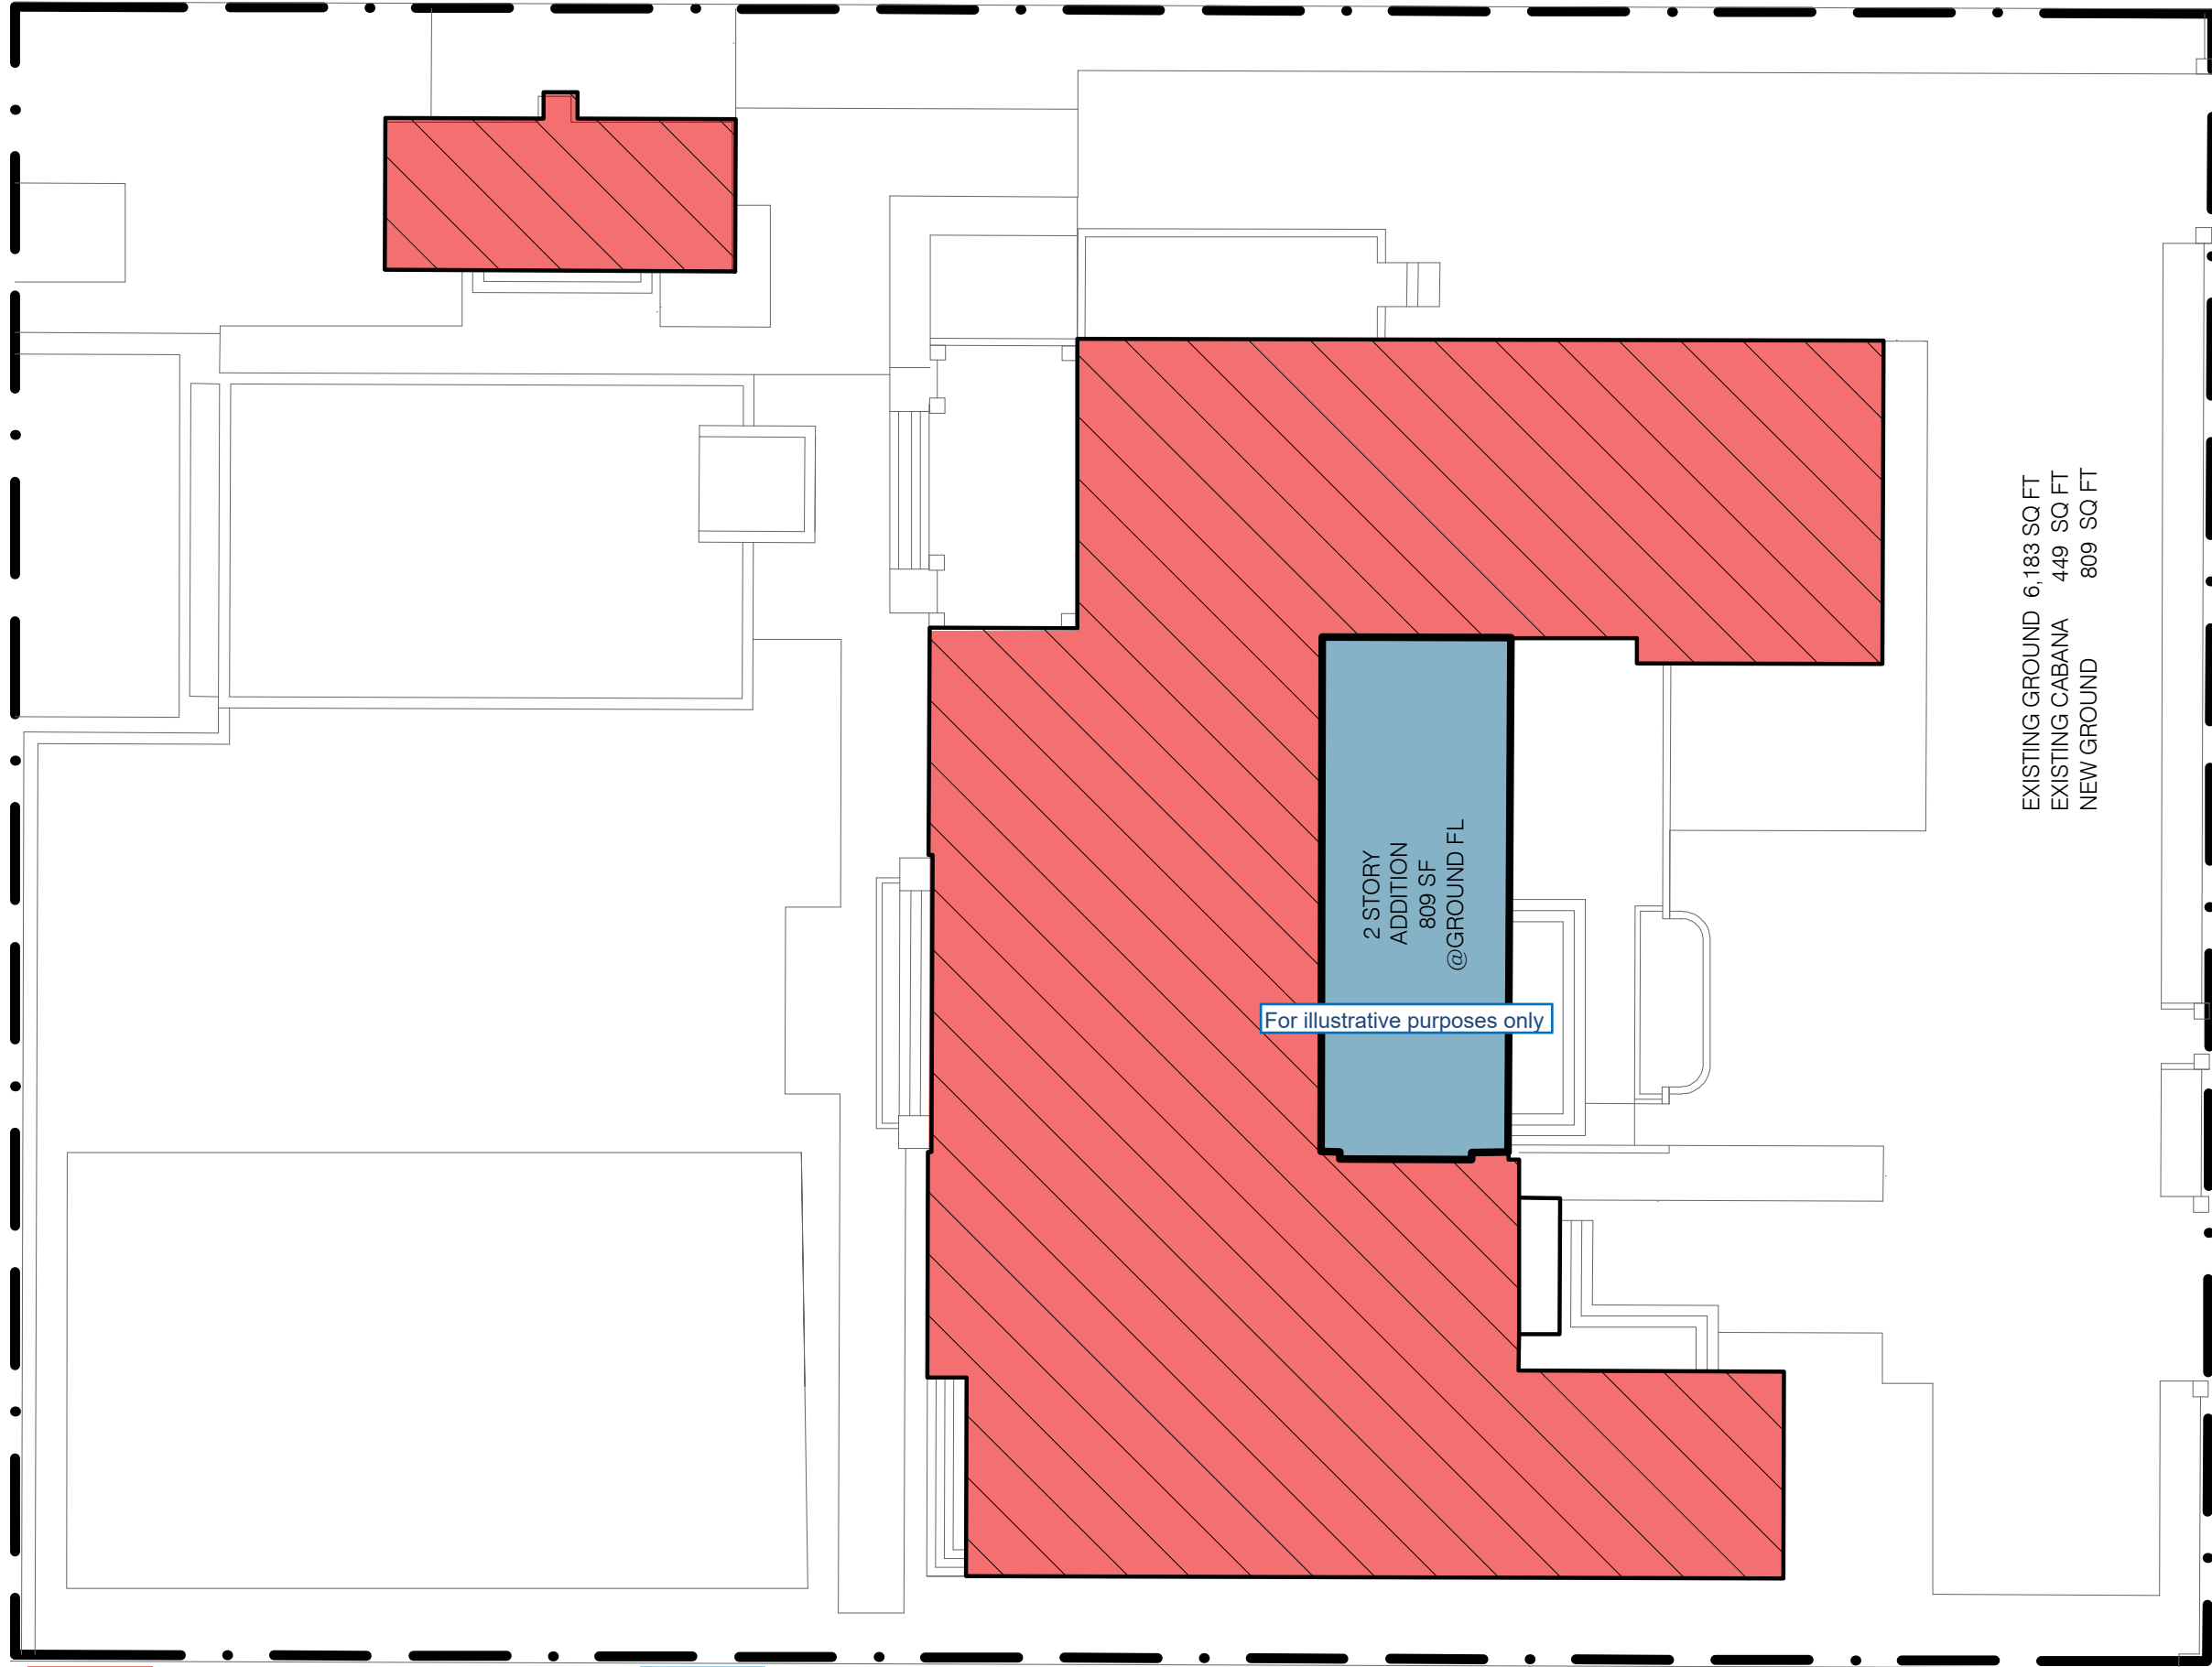 EXISTING GROUND 6,183 SQ FT
EXISTING CABANA 449 SQ FT
NEW GROUND 809 SQ FT
2 STORY
ADDITION
809 SF
@GROUND FL
For illustrative purposes only